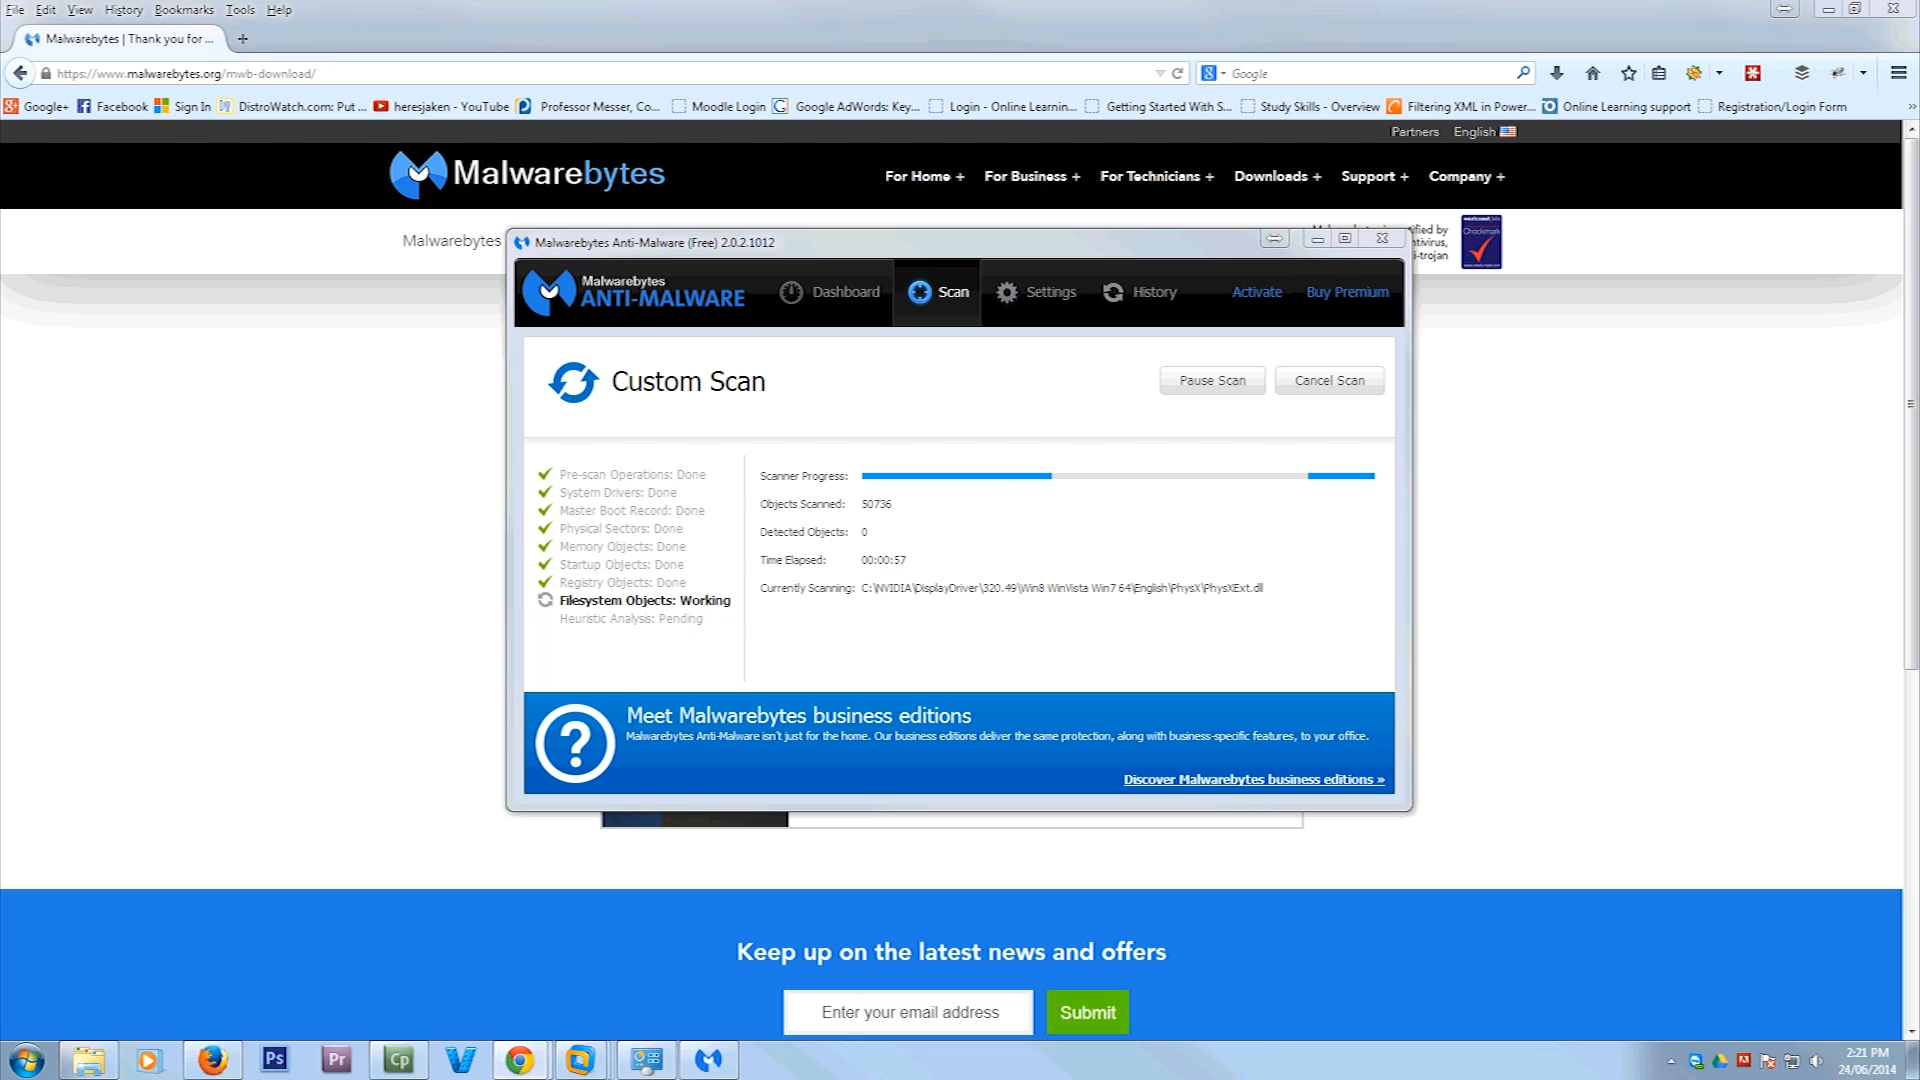 File Edit View History Bookmarks Tools Help
Malwarebytes | Thank you for ... +
https://www.malwarebytes.org/mwb-download/
Google
Google+ Facebook Sign In DistroWatch.com: Put ... heresjaken - YouTube Professor Messer, Co... Moodle Login Google AdWords: Key... Login - Online Learnin... Getting Started With S... Study Skills - Overview Filtering XML in Power... Online Learning support Registration/Login Form »
Partners English
Malwarebytes
For Home + For Business + For Technicians + Downloads + Support + Company +
Malwarebytes
Checkmark
tivirus,
i-trojan
Malwarebytes Anti-Malware (Free) 2.0.2.1012
Malwarebytes
ANTI-MALWARE
Dashboard Scan Settings History Activate Buy Premium
Custom Scan
Pause Scan Cancel Scan
Pre-scan Operations: Done
System Drivers: Done
Master Boot Record: Done
Physical Sectors: Done
Memory Objects: Done
Startup Objects: Done
Registry Objects: Done
Filesystem Objects: Working
Heuristic Analysis: Pending
Scanner Progress:
Objects Scanned: 50736
Detected Objects: 0
Time Elapsed: 00:00:57
Currently Scanning: C:\NVIDIA\DisplayDriver\320.49\Win8 WinVista Win7 64\English\PhysX\PhysXExt.dll
?
Meet Malwarebytes business editions
Malwarebytes Anti-Malware isn't just for the home. Our business editions deliver the same protection, along with business-specific features, to your office.
Discover Malwarebytes business editions »
Keep up on the latest news and offers
Enter your email address
Submit
Ps Pr Cp
2:21 PM
24/06/2014